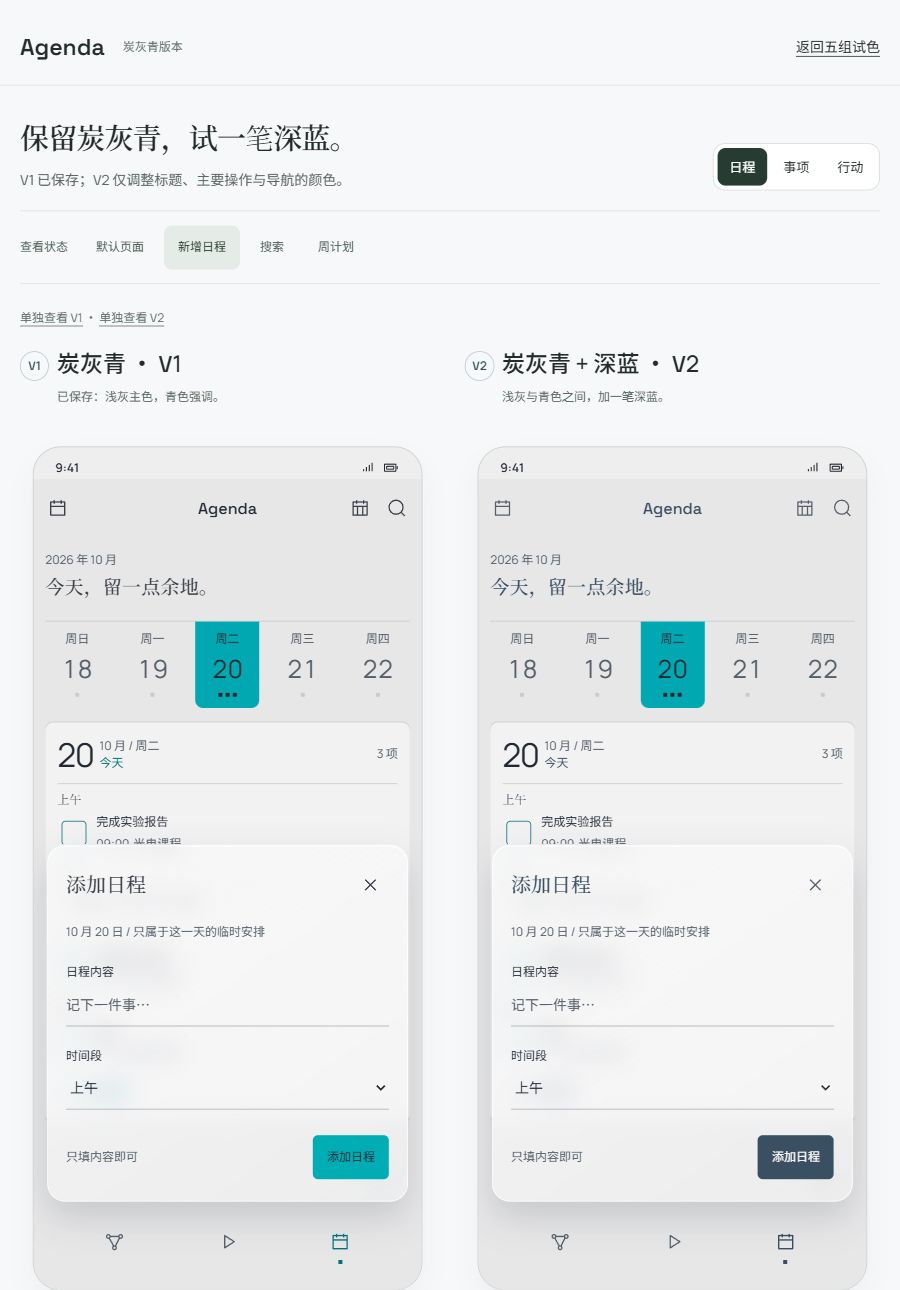 Agenda 炭灰青版本 返回五组试色
保留炭灰青，试一笔深蓝。
V1 已保存；V2 仅调整标题、主要操作与导航的颜色。
日程 事项 行动
查看状态 默认页面 新增日程 搜索 周计划
单独查看 V1 · 单独查看 V2
V1 炭灰青 · V1
已保存：浅灰主色，青色强调。
9:41
Agenda
2026 年 10 月
今天，留一点余地。
周日 周一 周二 周三 周四
18 19 20 21 22
20 10 月 / 周二 3 项
今天
上午
完成实验报告
09:00 光电课程
添加日程
10 月 20 日 / 只属于这一天的临时安排
日程内容
记下一件事…
时间段
上午
只填内容即可 添加日程
V2 炭灰青 + 深蓝 · V2
浅灰与青色之间，加一笔深蓝。
9:41
Agenda
2026 年 10 月
今天，留一点余地。
周日 周一 周二 周三 周四
18 19 20 21 22
20 10 月 / 周二 3 项
今天
上午
完成实验报告
09:00 光电课程
添加日程
10 月 20 日 / 只属于这一天的临时安排
日程内容
记下一件事…
时间段
上午
只填内容即可 添加日程